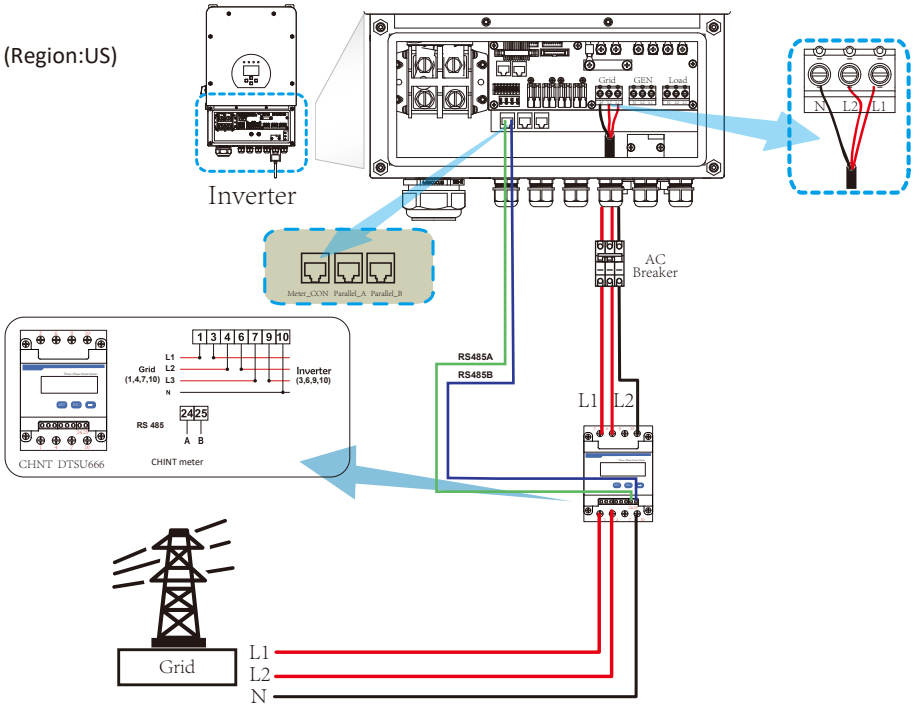 (Region:US)
Inverter
Grid GEN Load
N L2 L1
Meter_CON Parallel_A Parallel_B
AC
Breaker
RS485A
RS485B
L1 L2
1 3 4 6 7 9 10
L1
L2
L3
N
Grid
(1,4,7,10)
Inverter
(3,6,9,10)
24 25
RS 485
A B
CHNT DTSU666
CHINT meter
Grid
L1
L2
N